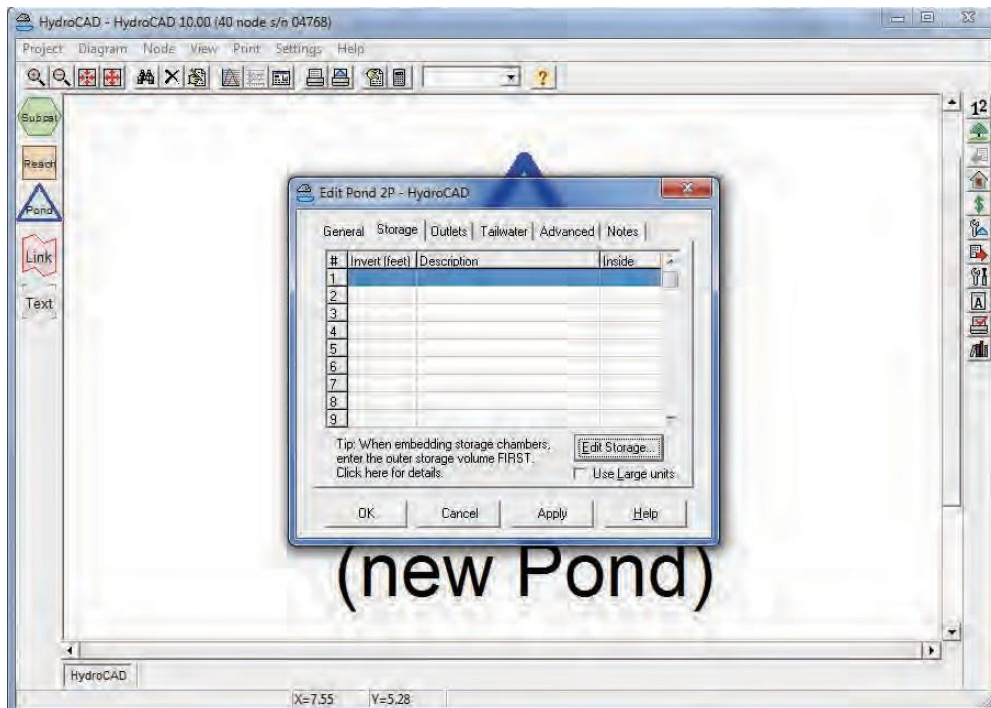 HydroCAD - HydroCAD 10.00 (40 node s/n 04768)
Project Diagram Node View Print Settings Help
?
Subcat
Reach
Pond
Link
Text
12
$
A
Edit Pond 2P - HydroCAD
General Storage Outlets Tailwater Advanced Notes
# Invert (feet) Description Inside
1
2
3
4
5
6
7
8
9
Tip: When embedding storage chambers,
enter the outer storage volume FIRST.
Click here for details.
Edit Storage...
Use Large units
OK Cancel Apply Help
(new Pond)
HydroCAD
X=7.55 Y=5.28